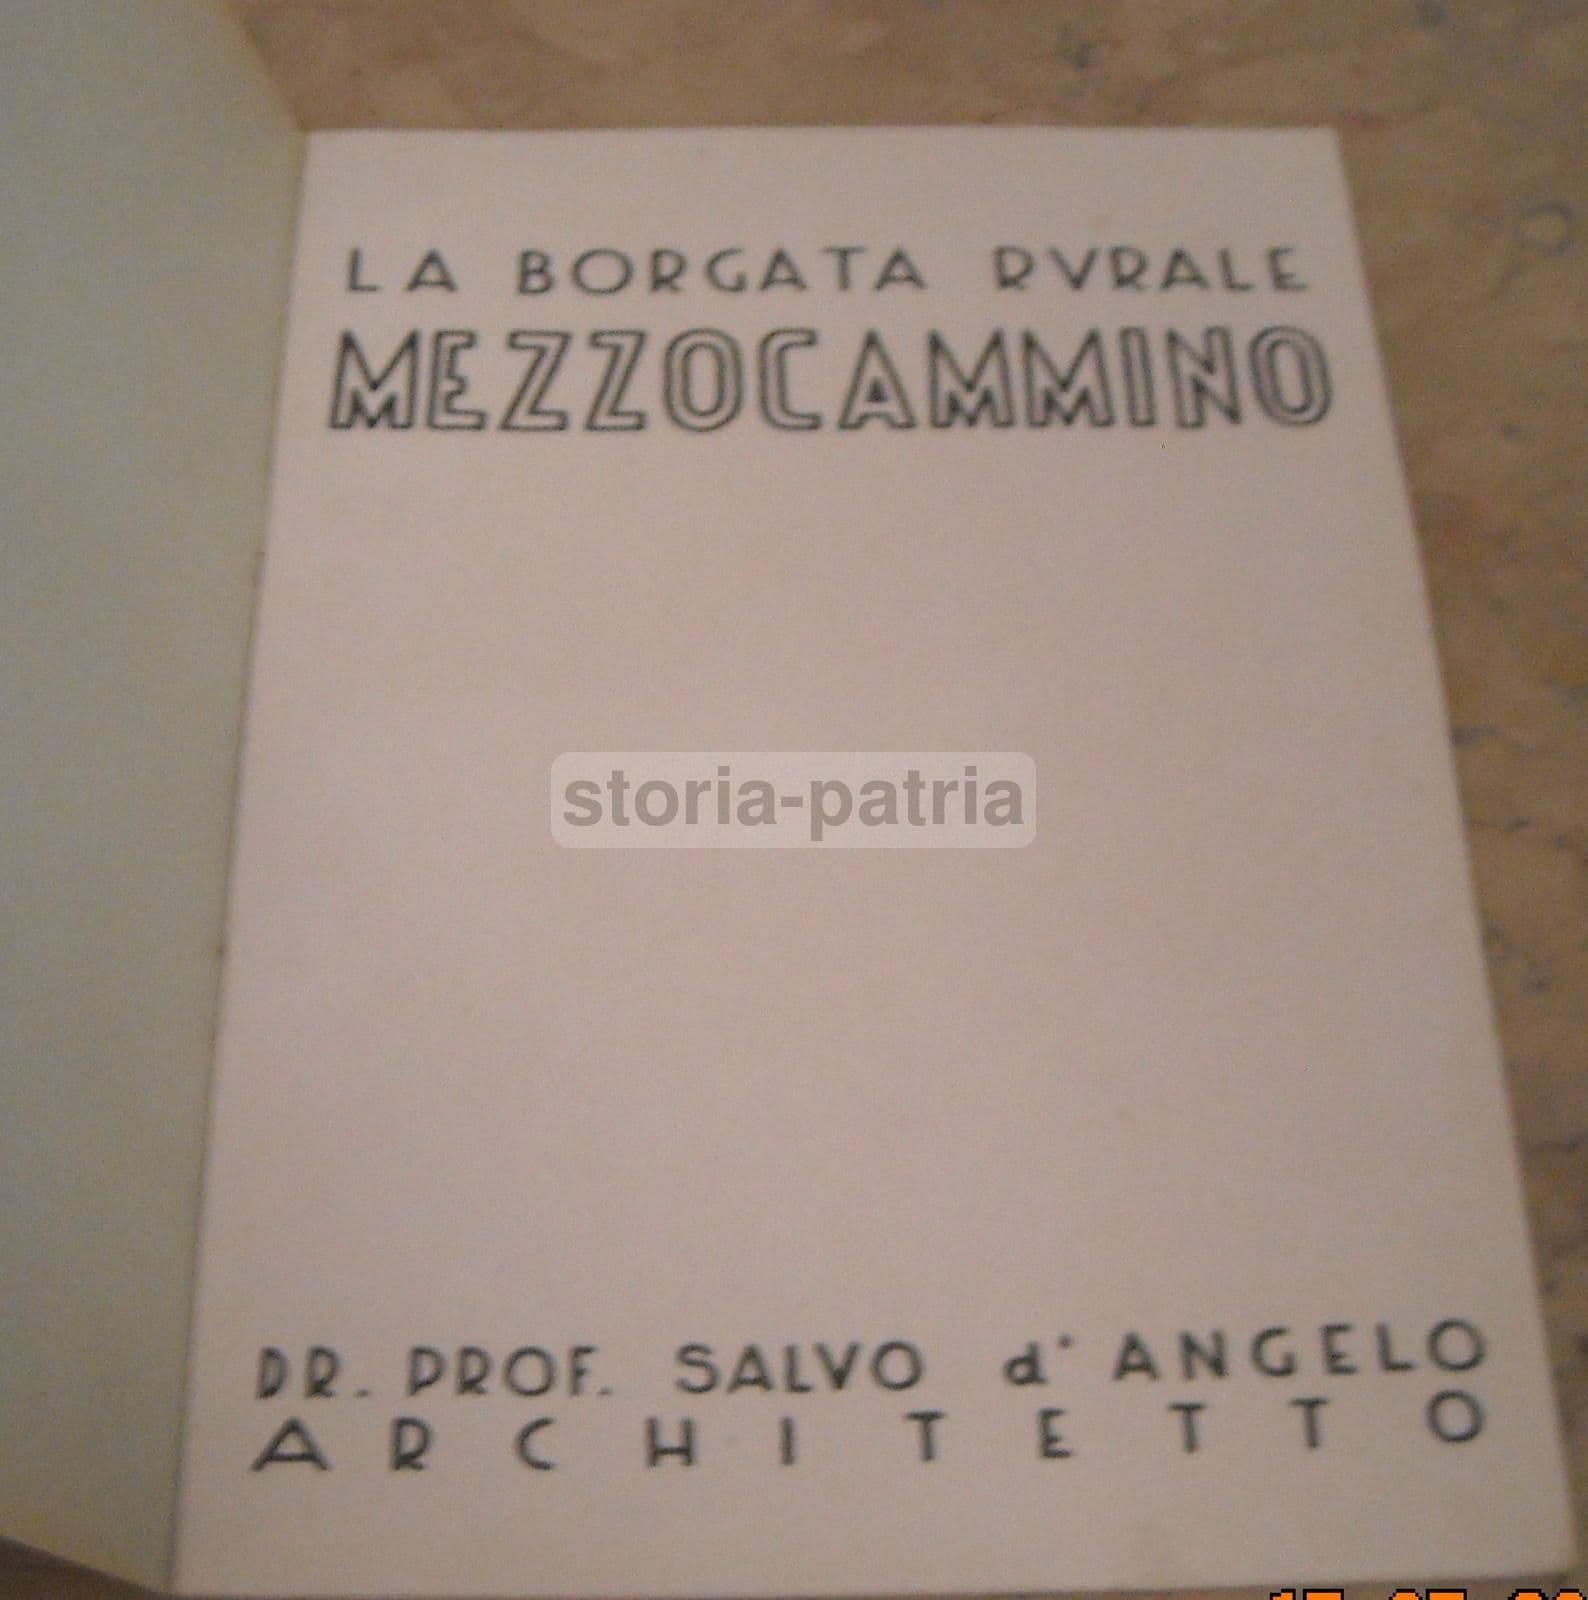 LA BORGATA RVRALE
MEZZOCAMMINO
storia-patria
DR. PROF. SALVO d'ANGELO
ARCHITETTO